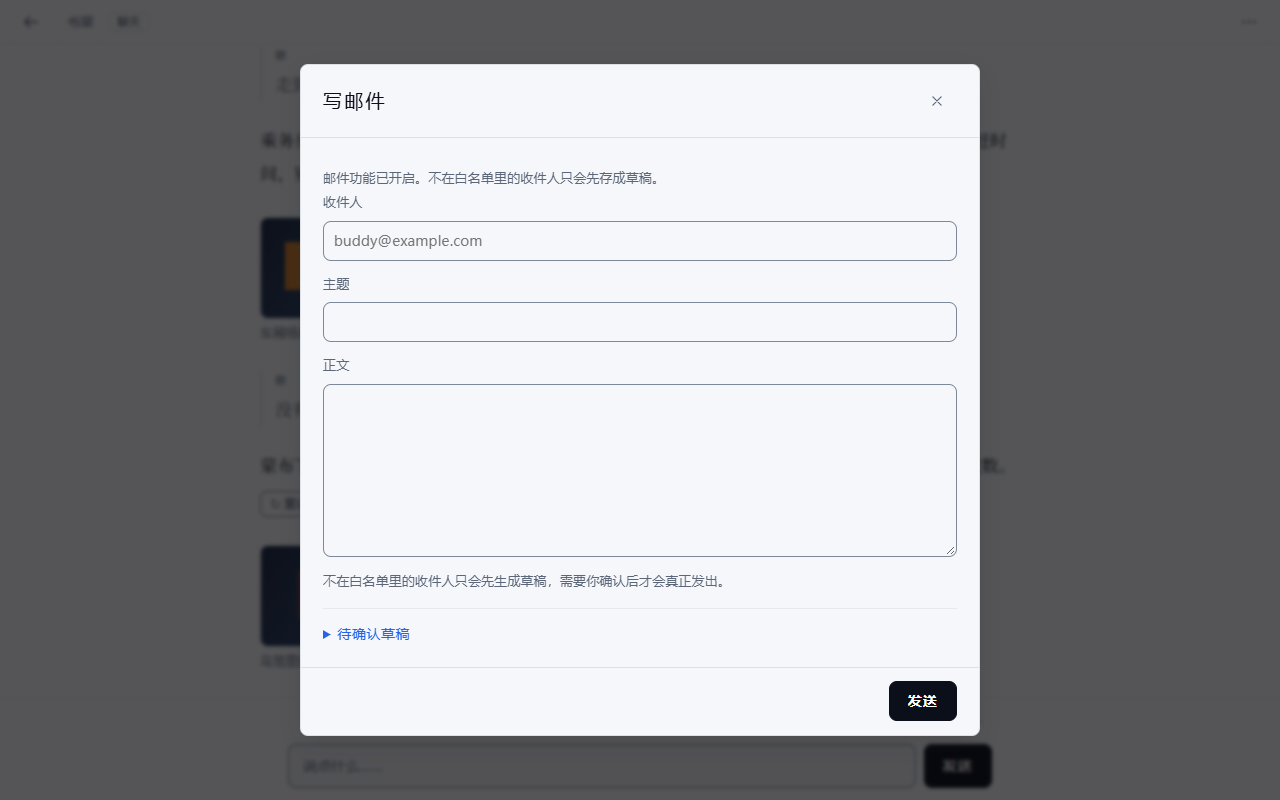 写邮件
邮件功能已开启。不在白名单里的收件人只会先存成草稿。
收件人
buddy@example.com
主题
正文
不在白名单里的收件人只会先生成草稿，需要你确认后才会真正发出。
待确认草稿
发送
发送